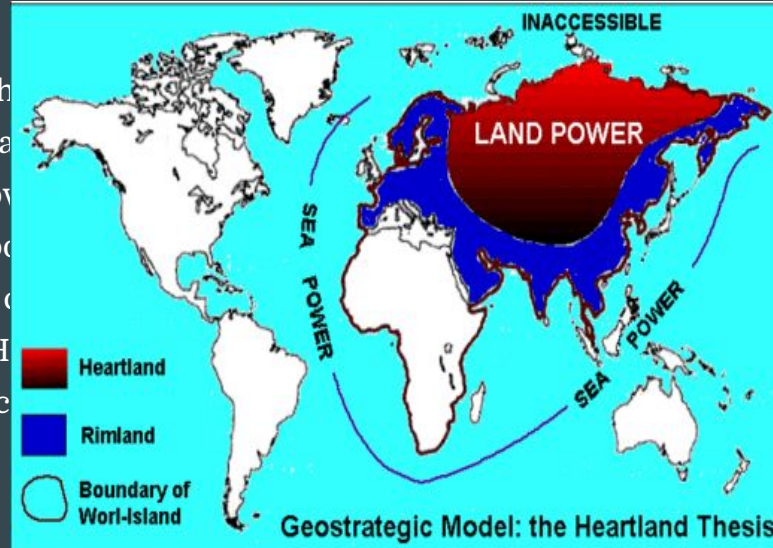 INACCESSIBLE
LAND POWER
SEA POWER
SEA POWER
Heartland
Rimland
Boundary of
Worl-Island
Geostrategic Model: the Heartland Thesis